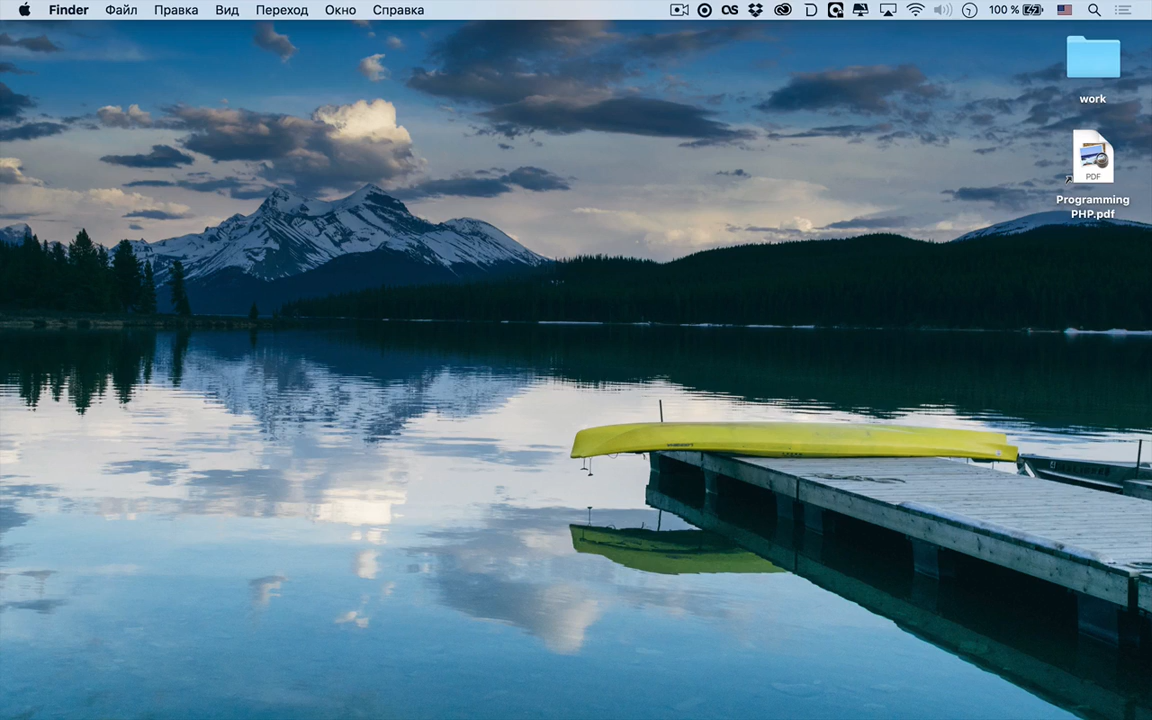 Finder Файл Правка Вид Переход Окно Справка 100 %
work
PDF
Programming
PHP.pdf